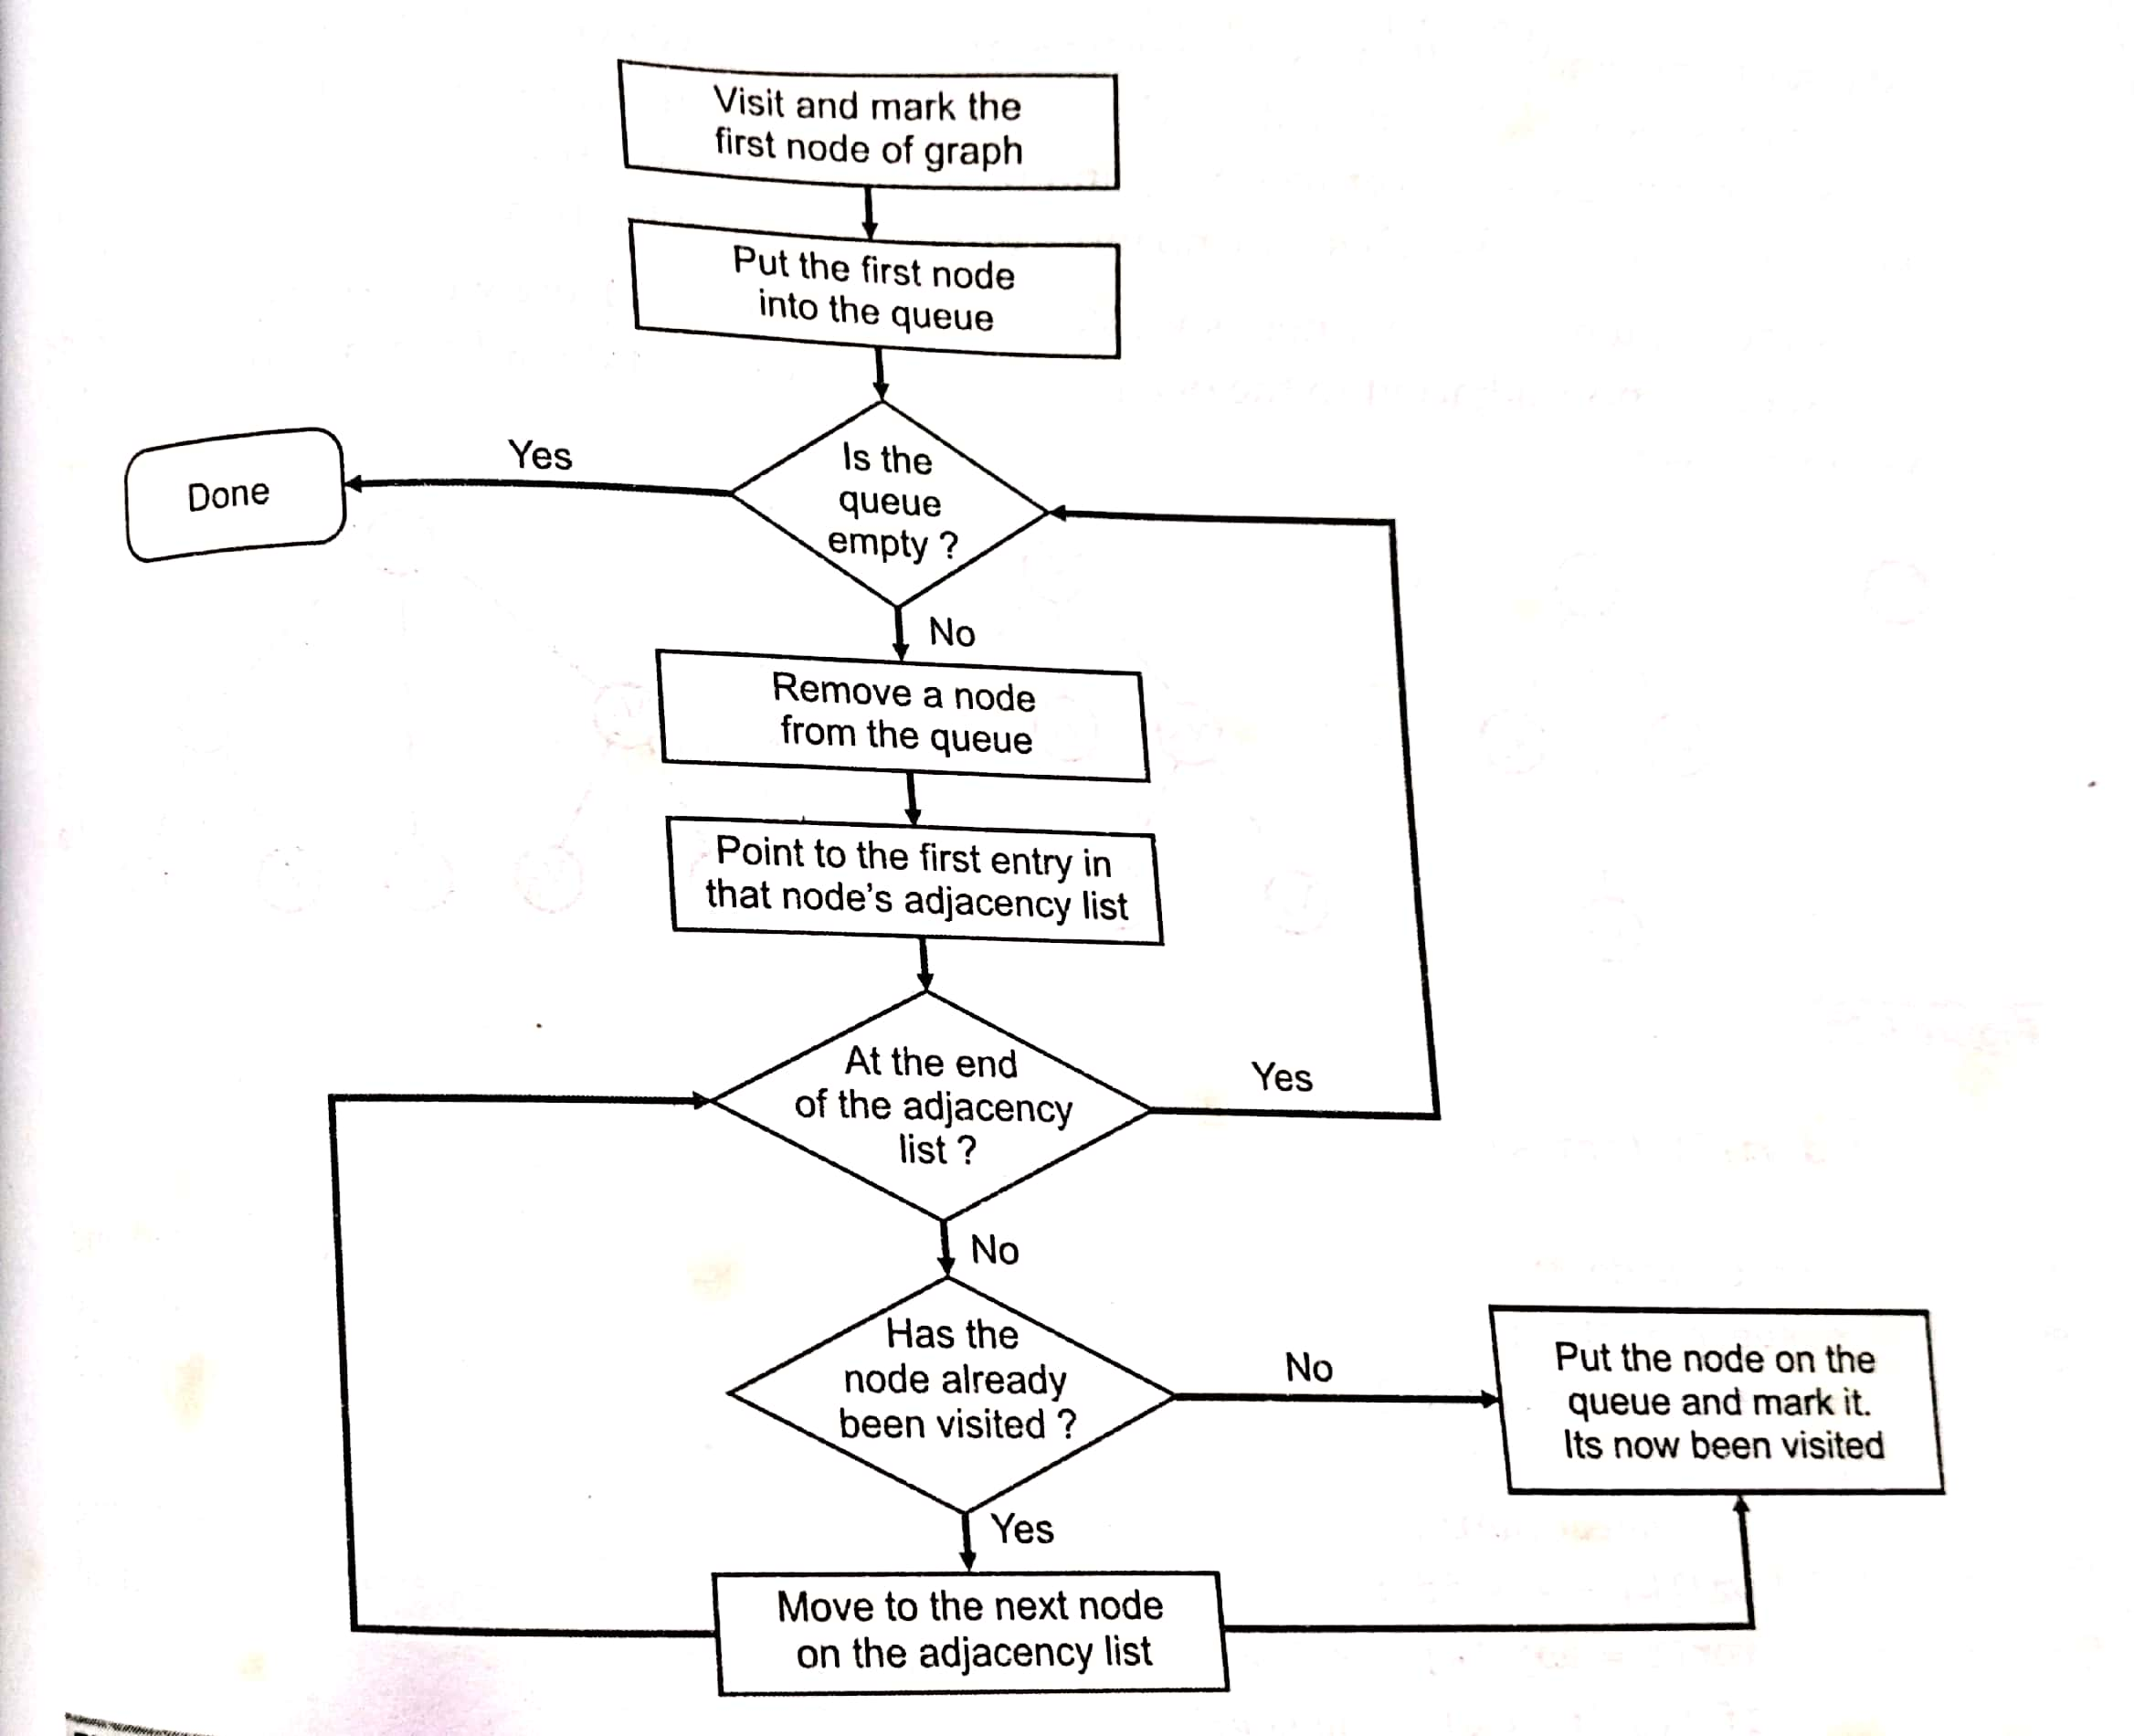 Visit and mark the
first node of graph
Put the first node
into the queue
Is the
queue
empty ?
Yes
Done
No
Remove a node
from the queue
Point to the first entry in
that node's adjacency list
At the end
of the adjacency
list ?
Yes
No
Has the
node already
been visited ?
No
Put the node on the
queue and mark it.
Its now been visited
Yes
Move to the next node
on the adjacency list